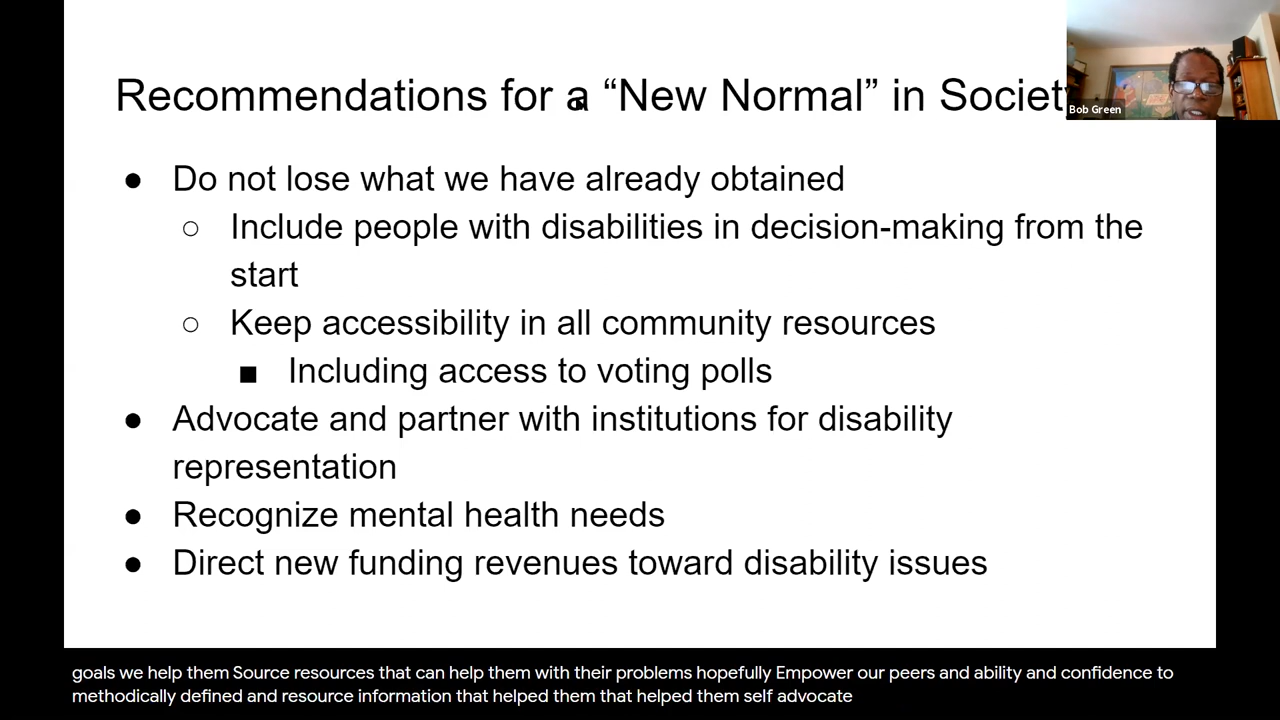 Recommendations for a “New Normal” in Society
Bob Green
● Do not lose what we have already obtained
○ Include people with disabilities in decision-making from the
start
○ Keep accessibility in all community resources
■ Including access to voting polls
● Advocate and partner with institutions for disability
representation
● Recognize mental health needs
● Direct new funding revenues toward disability issues
goals we help them Source resources that can help them with their problems hopefully Empower our peers and ability and confidence to
methodically defined and resource information that helped them that helped them self advocate